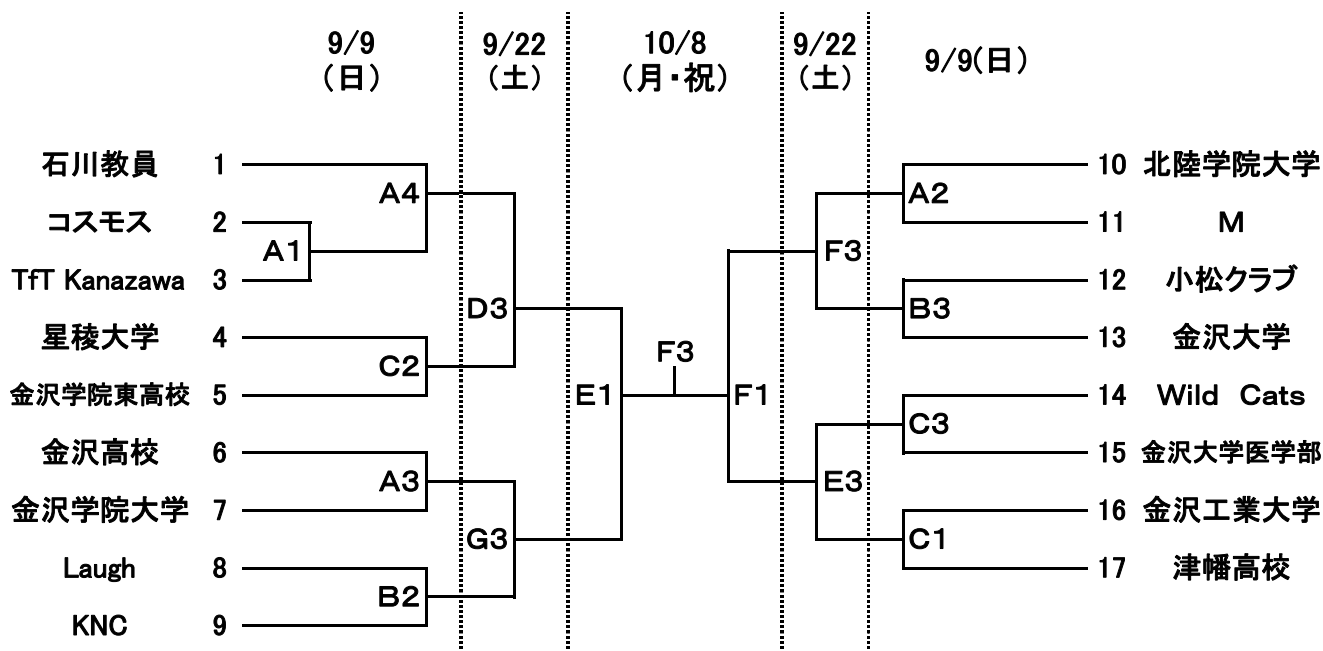 9/9
（日）
9/22
（土）
10/8
（月・祝）
9/22
（土）
9/9(日)
石川教員 1
コスモス 2
TfT Kanazawa 3
星稜大学 4
金沢学院東高校 5
金沢高校 6
金沢学院大学 7
Laugh 8
KNC 9
A4
A1
C2
A3
B2
D3
G3
E1
F3
F1
F3
E3
A2
B3
C3
C1
10 北陸学院大学
11 M
12 小松クラブ
13 金沢大学
14 Wild Cats
15 金沢大学医学部
16 金沢工業大学
17 津幡高校